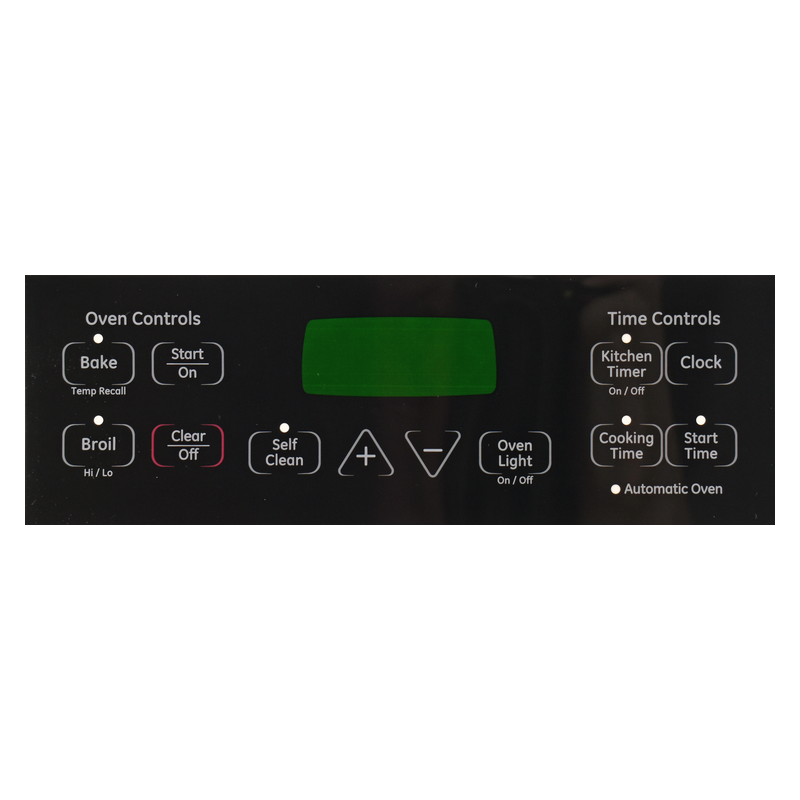 Oven Controls
Bake
Temp Recall
Start
On
Broil
Hi / Lo
Clear
Off
Self
Clean
+
−
Oven
Light
On / Off
Time Controls
Kitchen
Timer
On / Off
Clock
Cooking
Time
Start
Time
Automatic Oven